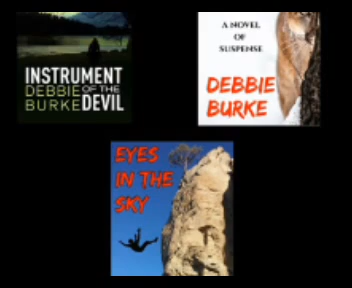 INSTRUMENT
OF THE
DEBBIE
BURKE DEVIL
A NOVEL
OF
SUSPENSE
DEBBIE
BURKE
EYES
IN THE
SKY